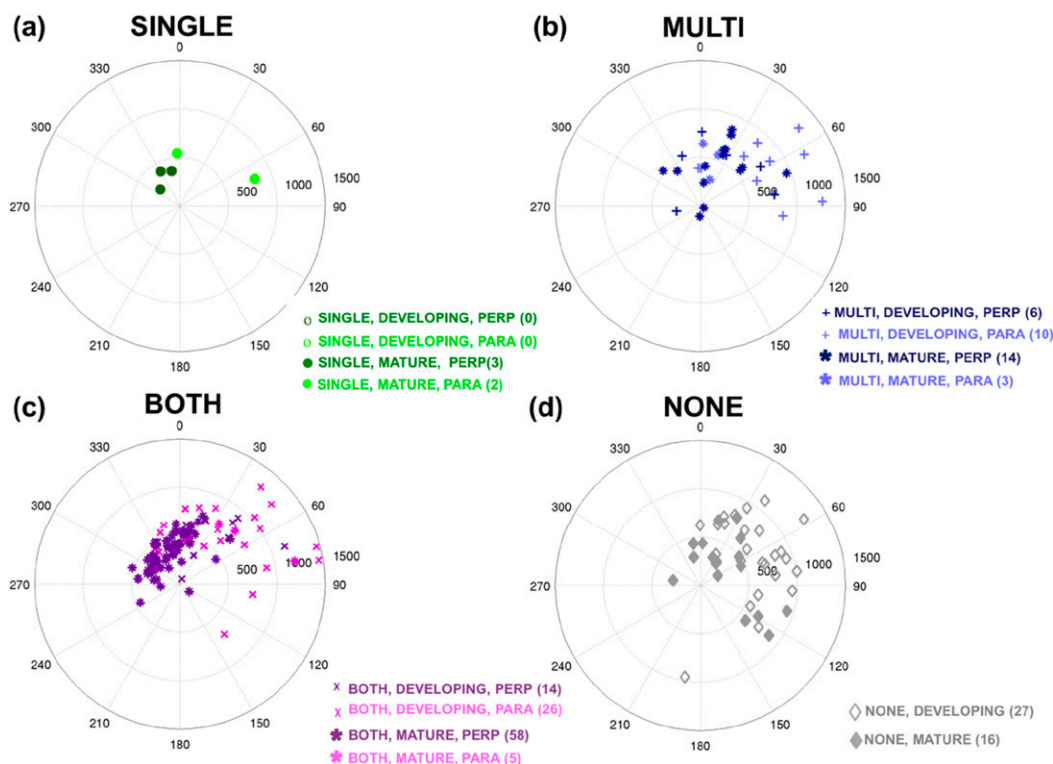 (a) SINGLE
0
330 30
300 60
500 1000 1500
270 90
240 120
210 150
180
SINGLE, DEVELOPING, PERP (0)
SINGLE, DEVELOPING, PARA (0)
SINGLE, MATURE, PERP(3)
SINGLE, MATURE, PARA (2)
(b) MULTI
0
330 30
300 60
500 1000 1500
270 90
240 120
210 150
180
MULTI, DEVELOPING, PERP (6)
MULTI, DEVELOPING, PARA (10)
MULTI, MATURE, PERP (14)
MULTI, MATURE, PARA (3)
(c) BOTH
0
330 30
300 60
500 1000 1500
270 90
240 120
210 150
180
BOTH, DEVELOPING, PERP (14)
BOTH, DEVELOPING, PARA (26)
BOTH, MATURE, PERP (58)
BOTH, MATURE, PARA (5)
(d) NONE
0
330 30
300 60
500 1000 1500
270 90
240 120
210 150
180
NONE, DEVELOPING (27)
NONE, MATURE (16)